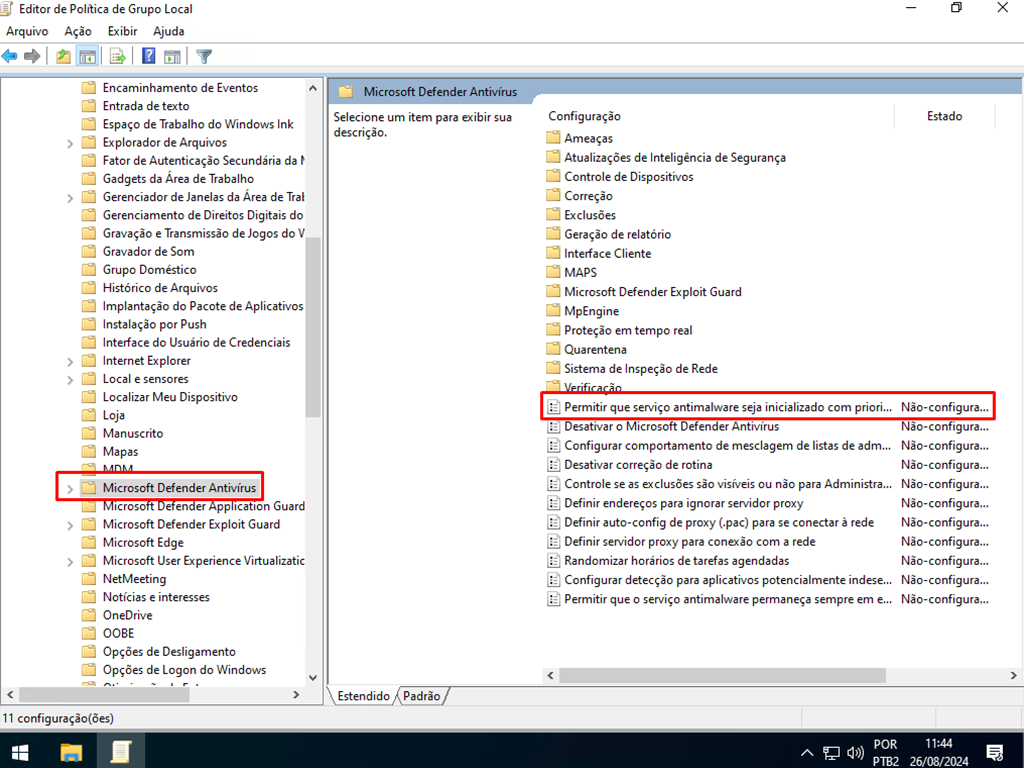 Editor de Política de Grupo Local
Arquivo Ação Exibir Ajuda
Encaminhamento de Eventos
Entrada de texto
Espaço de Trabalho do Windows Ink
Explorador de Arquivos
Fator de Autenticação Secundária da
Gadgets da Área de Trabalho
Gerenciador de Janelas da Área de Trab
Gerenciamento de Direitos Digitais do
Gravação e Transmissão de Jogos do
Gravador de Som
Grupo Doméstico
Histórico de Arquivos
Implantação do Pacote de Aplicativos
Instalação por Push
Interface do Usuário de Credenciais
Internet Explorer
Local e sensores
Localizar Meu Dispositivo
Loja
Manuscrito
Mapas
MDM
Microsoft Defender Antivírus
Microsoft Defender Application Guard
Microsoft Defender Exploit Guard
Microsoft Edge
Microsoft User Experience Virtualizatic
NetMeeting
Notícias e interesses
OneDrive
OOBE
Opções de Desligamento
Opções de Logon do Windows
Microsoft Defender Antivírus
Selecione um item para exibir sua
descrição.
Configuração Estado
Ameaças
Atualizações de Inteligência de Segurança
Controle de Dispositivos
Correção
Exclusões
Geração de relatório
Interface Cliente
MAPS
Microsoft Defender Exploit Guard
MpEngine
Proteção em tempo real
Quarentena
Sistema de Inspeção de Rede
Verificação
Permitir que serviço antimalware seja inicializado com priori... Não-configura...
Desativar o Microsoft Defender Antivírus Não-configura...
Configurar comportamento de mesclagem de listas de adm... Não-configura...
Desativar correção de rotina Não-configura...
Controle se as exclusões são visíveis ou não para Administra... Não-configura...
Definir endereços para ignorar servidor proxy Não-configura...
Definir auto-config de proxy (.pac) para se conectar à rede Não-configura...
Definir servidor proxy para conexão com a rede Não-configura...
Randomizar horários de tarefas agendadas Não-configura...
Configurar detecção para aplicativos potencialmente indese... Não-configura...
Permitir que o serviço antimalware permaneça sempre em e... Não-configura...
Estendido Padrão
11 configuração(ões)
POR 11:44
PTB2 26/08/2024